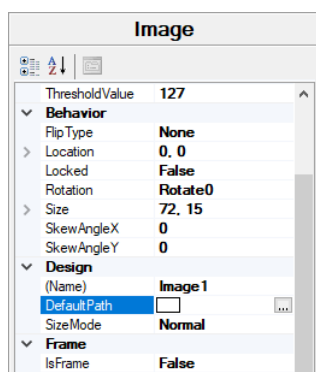 Image
ThresholdValue 127
Behavior
FlipType None
Location 0, 0
Locked False
Rotation Rotate0
Size 72, 15
SkewAngleX 0
SkewAngleY 0
Design
(Name) Image1
DefaultPath ...
SizeMode Normal
Frame
IsFrame False